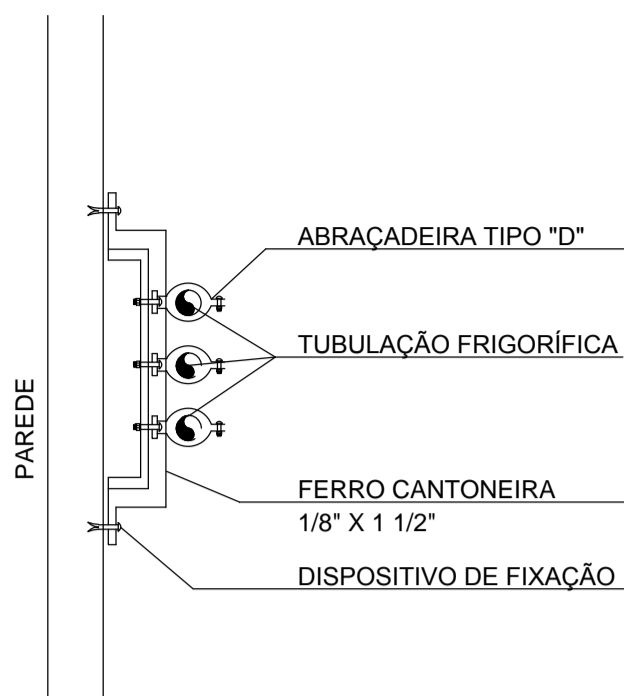 ABRAÇADEIRA TIPO "D"
TUBULAÇÃO FRIGORÍFICA
PAREDE
FERRO CANTONEIRA
1/8" X 1 1/2"
DISPOSITIVO DE FIXAÇÃO